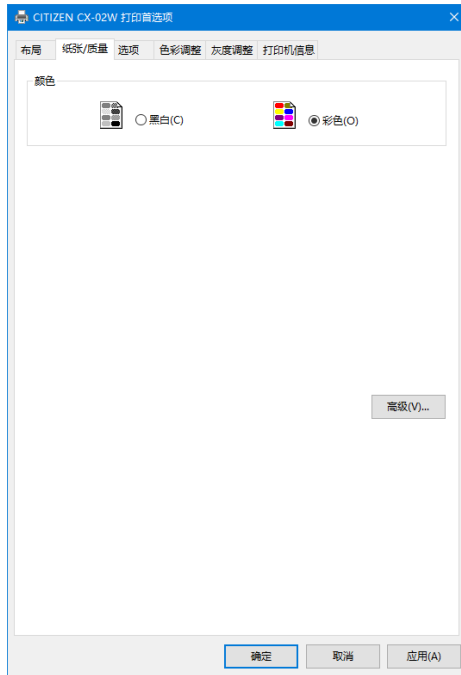 CITIZEN CX-02W 打印首选项
布局 纸张/质量 选项 色彩调整 灰度调整 打印机信息
颜色
黑白(C) 彩色(O)
高级(V)...
确定 取消 应用(A)